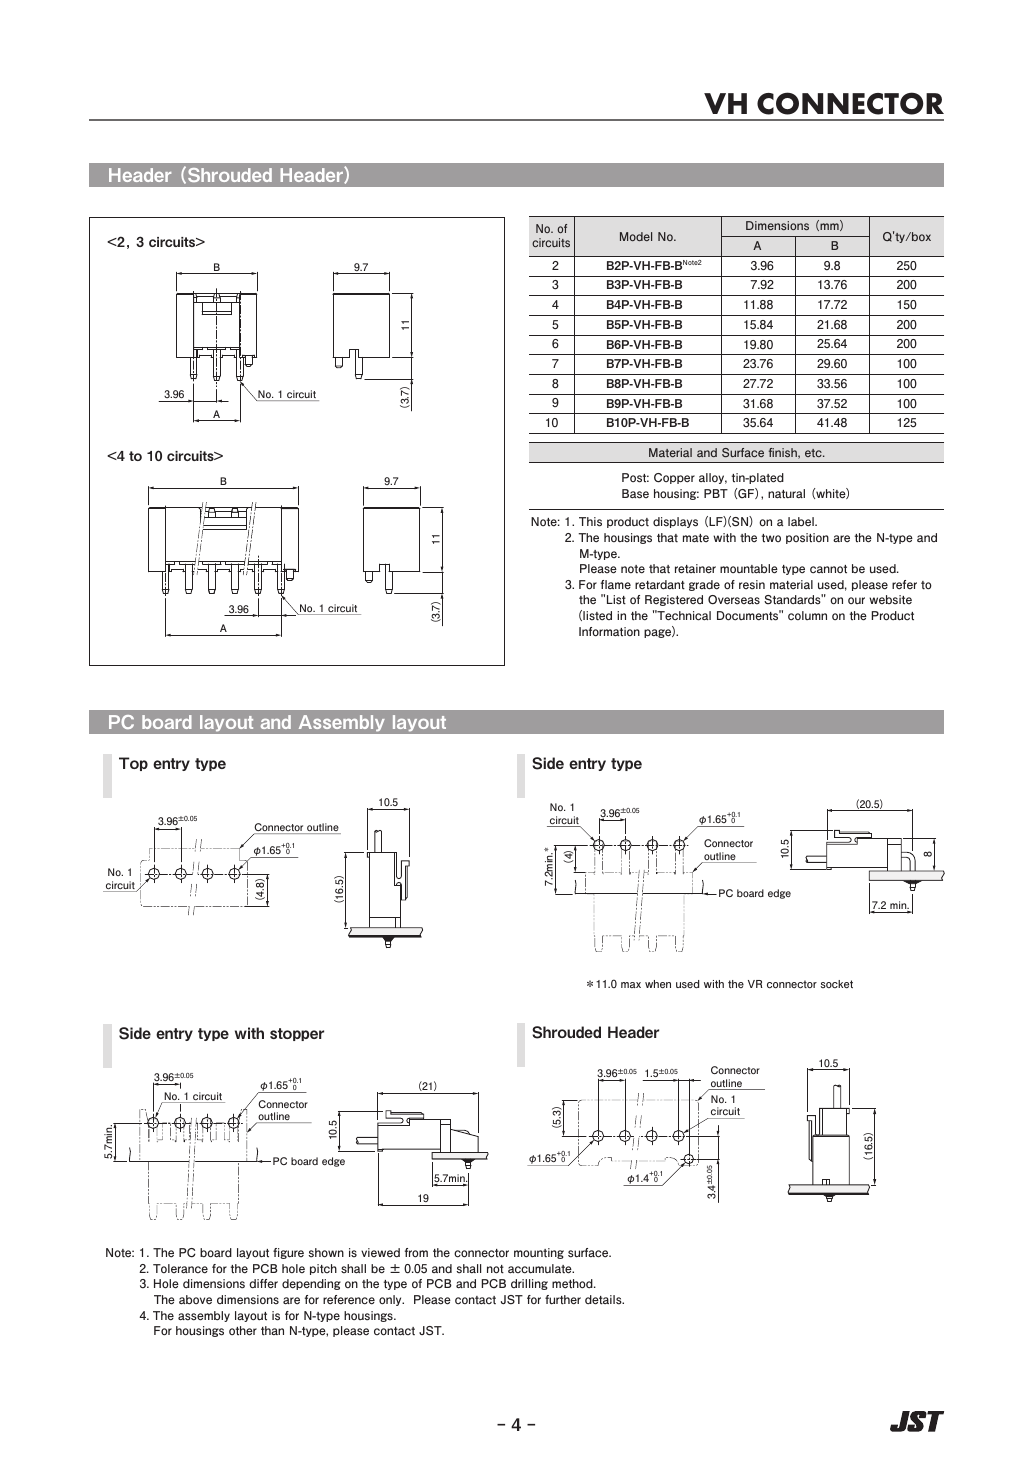 VH CONNECTOR
Header (Shrouded Header)
<2, 3 circuits>
B
9.7
11
3.96
No. 1 circuit
A
(3.7)
<4 to 10 circuits>
B
9.7
11
3.96
No. 1 circuit
A
(3.7)
No. of circuits Model No. Dimensions (mm) Q'ty/box
A B
2 B2P-VH-FB-B Note2 3.96 9.8 250
3 B3P-VH-FB-B 7.92 13.76 200
4 B4P-VH-FB-B 11.88 17.72 150
5 B5P-VH-FB-B 15.84 21.68 200
6 B6P-VH-FB-B 19.80 25.64 200
7 B7P-VH-FB-B 23.76 29.60 100
8 B8P-VH-FB-B 27.72 33.56 100
9 B9P-VH-FB-B 31.68 37.52 100
10 B10P-VH-FB-B 35.64 41.48 125
Material and Surface finish, etc.
Post: Copper alloy, tin-plated
Base housing: PBT (GF), natural (white)
Note: 1. This product displays (LF)(SN) on a label.
2. The housings that mate with the two position are the N-type and
M-type.
Please note that retainer mountable type cannot be used.
3. For flame retardant grade of resin material used, please refer to
the "List of Registered Overseas Standards" on our website
(listed in the "Technical Documents" column on the Product
Information page).
PC board layout and Assembly layout
Top entry type
3.96±0.05
Connector outline
φ1.65+0.1 0
No. 1
circuit
(4.8)
10.5
(16.5)
Side entry type
No. 1
circuit
3.96±0.05
φ1.65+0.1 0
Connector
outline
7.2min.*
(4)
PC board edge
(20.5)
10.5
8
7.2 min.
*11.0 max when used with the VR connector socket
Side entry type with stopper
3.96±0.05
φ1.65+0.1 0
No. 1 circuit
Connector
outline
5.7min.
PC board edge
(21)
10.5
5.7min.
19
Shrouded Header
3.96±0.05 1.5±0.05
Connector
outline
No. 1
circuit
(5.3)
φ1.65+0.1 0
φ1.4+0.1 0
3.4±0.05
10.5
(16.5)
Note: 1. The PC board layout figure shown is viewed from the connector mounting surface.
2. Tolerance for the PCB hole pitch shall be ± 0.05 and shall not accumulate.
3. Hole dimensions differ depending on the type of PCB and PCB drilling method.
The above dimensions are for reference only. Please contact JST for further details.
4. The assembly layout is for N-type housings.
For housings other than N-type, please contact JST.
- 4 -
JST